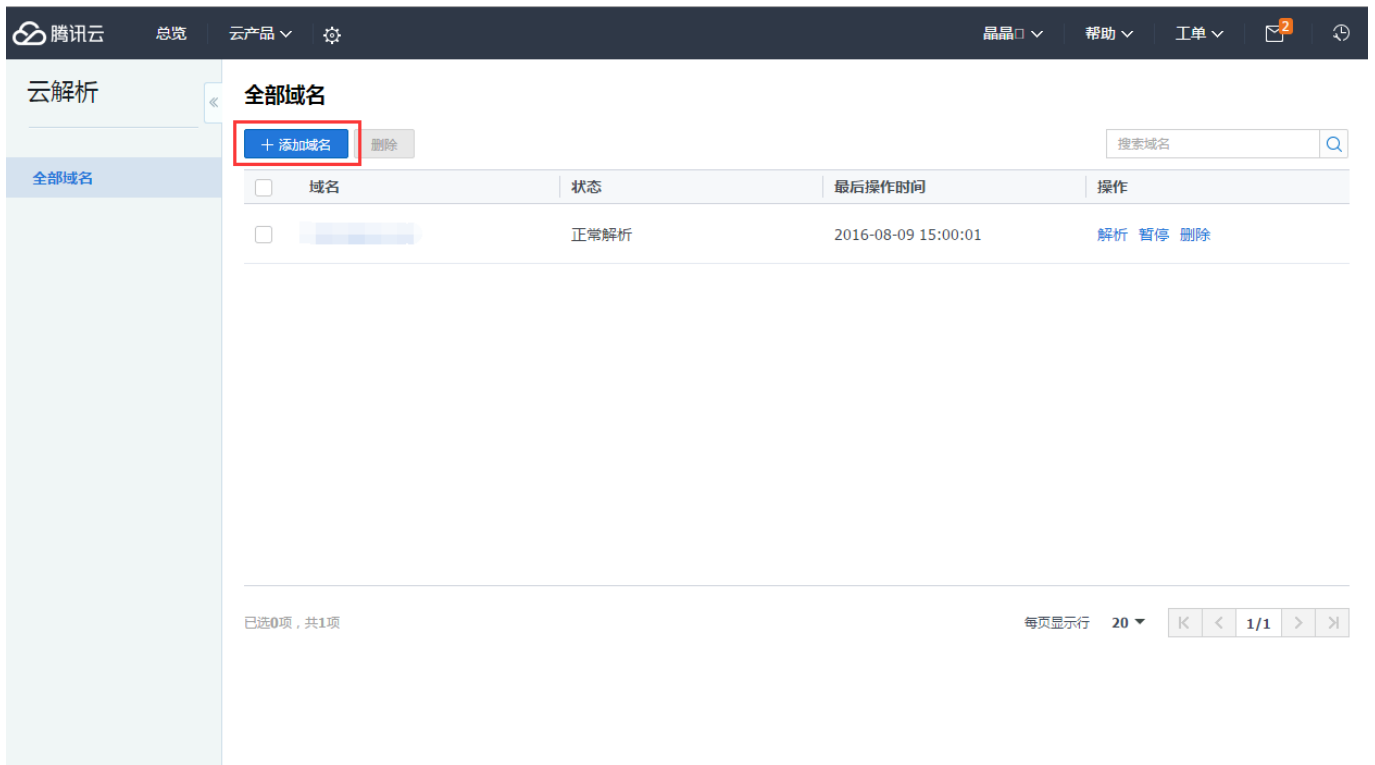 腾讯云 总览 云产品 晶晶 帮助 工单 2
云解析
全部域名
+ 添加域名 删除 搜索域名
全部域名
域名 状态 最后操作时间 操作
正常解析 2016-08-09 15:00:01 解析 暂停 删除
已选0项，共1项 每页显示行 20 1/1